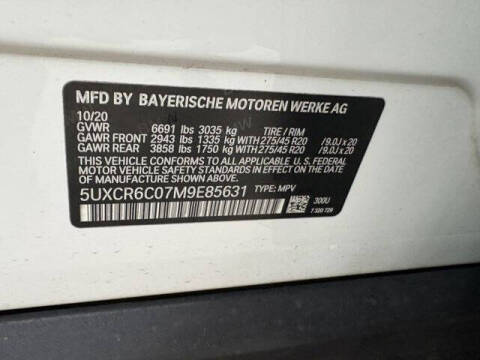 MFD BY BAYERISCHE MOTOREN WERKE AG
10/20
GVWR 6691 lbs 3035 kg TIRE / RIM
GAWR FRONT 2943 lbs 1335 kg WITH 275/45 R20 /9.0J x 20
GAWR REAR 3858 lbs 1750 kg WITH 275/45 R20 /9.0J x 20
THIS VEHICLE CONFORMS TO ALL APPLICABLE FEDERAL MOTOR
VEHICLE SAFETY STANDARDS IN EFFECT ON THE DATE OF
MANUFACTURE SHOWN ABOVE.
5UXCR6C07M9E85631 TYPE: MPV
300U
7 320 729